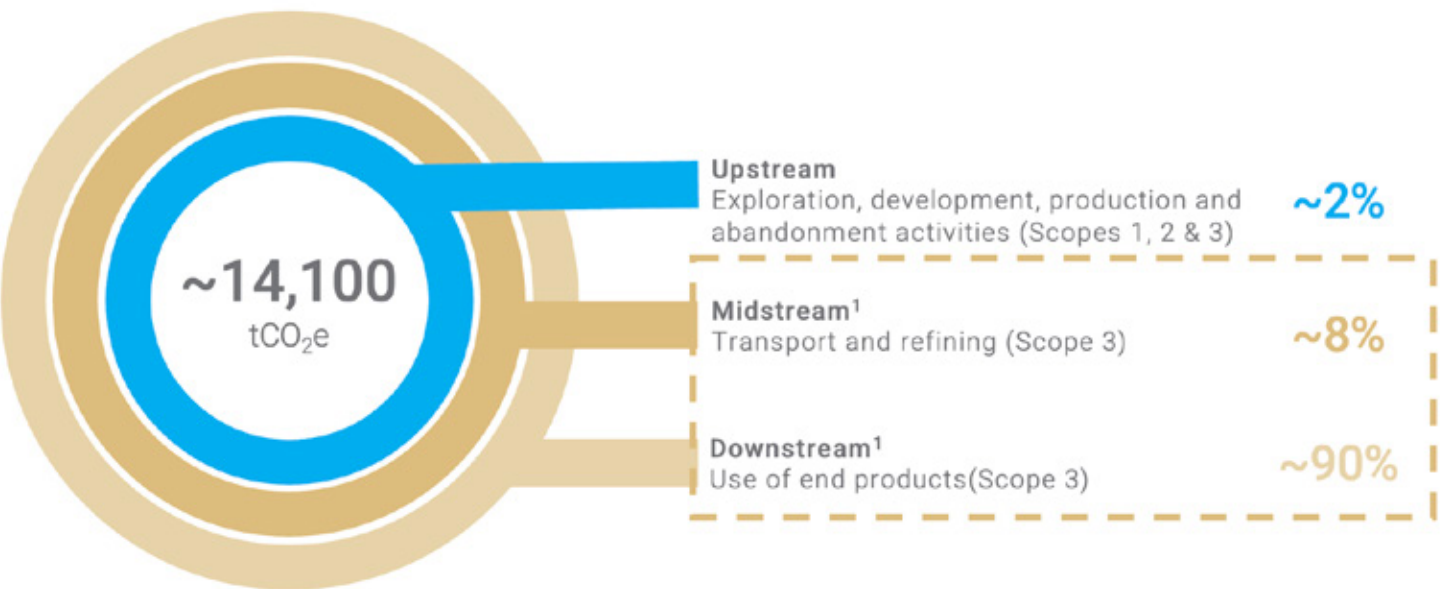 ~14,100
tCO₂e
Upstream
Exploration, development, production and
abandonment activities (Scopes 1, 2 & 3)
~2%
Midstream¹
Transport and refining (Scope 3)
~8%
Downstream¹
Use of end products(Scope 3)
~90%